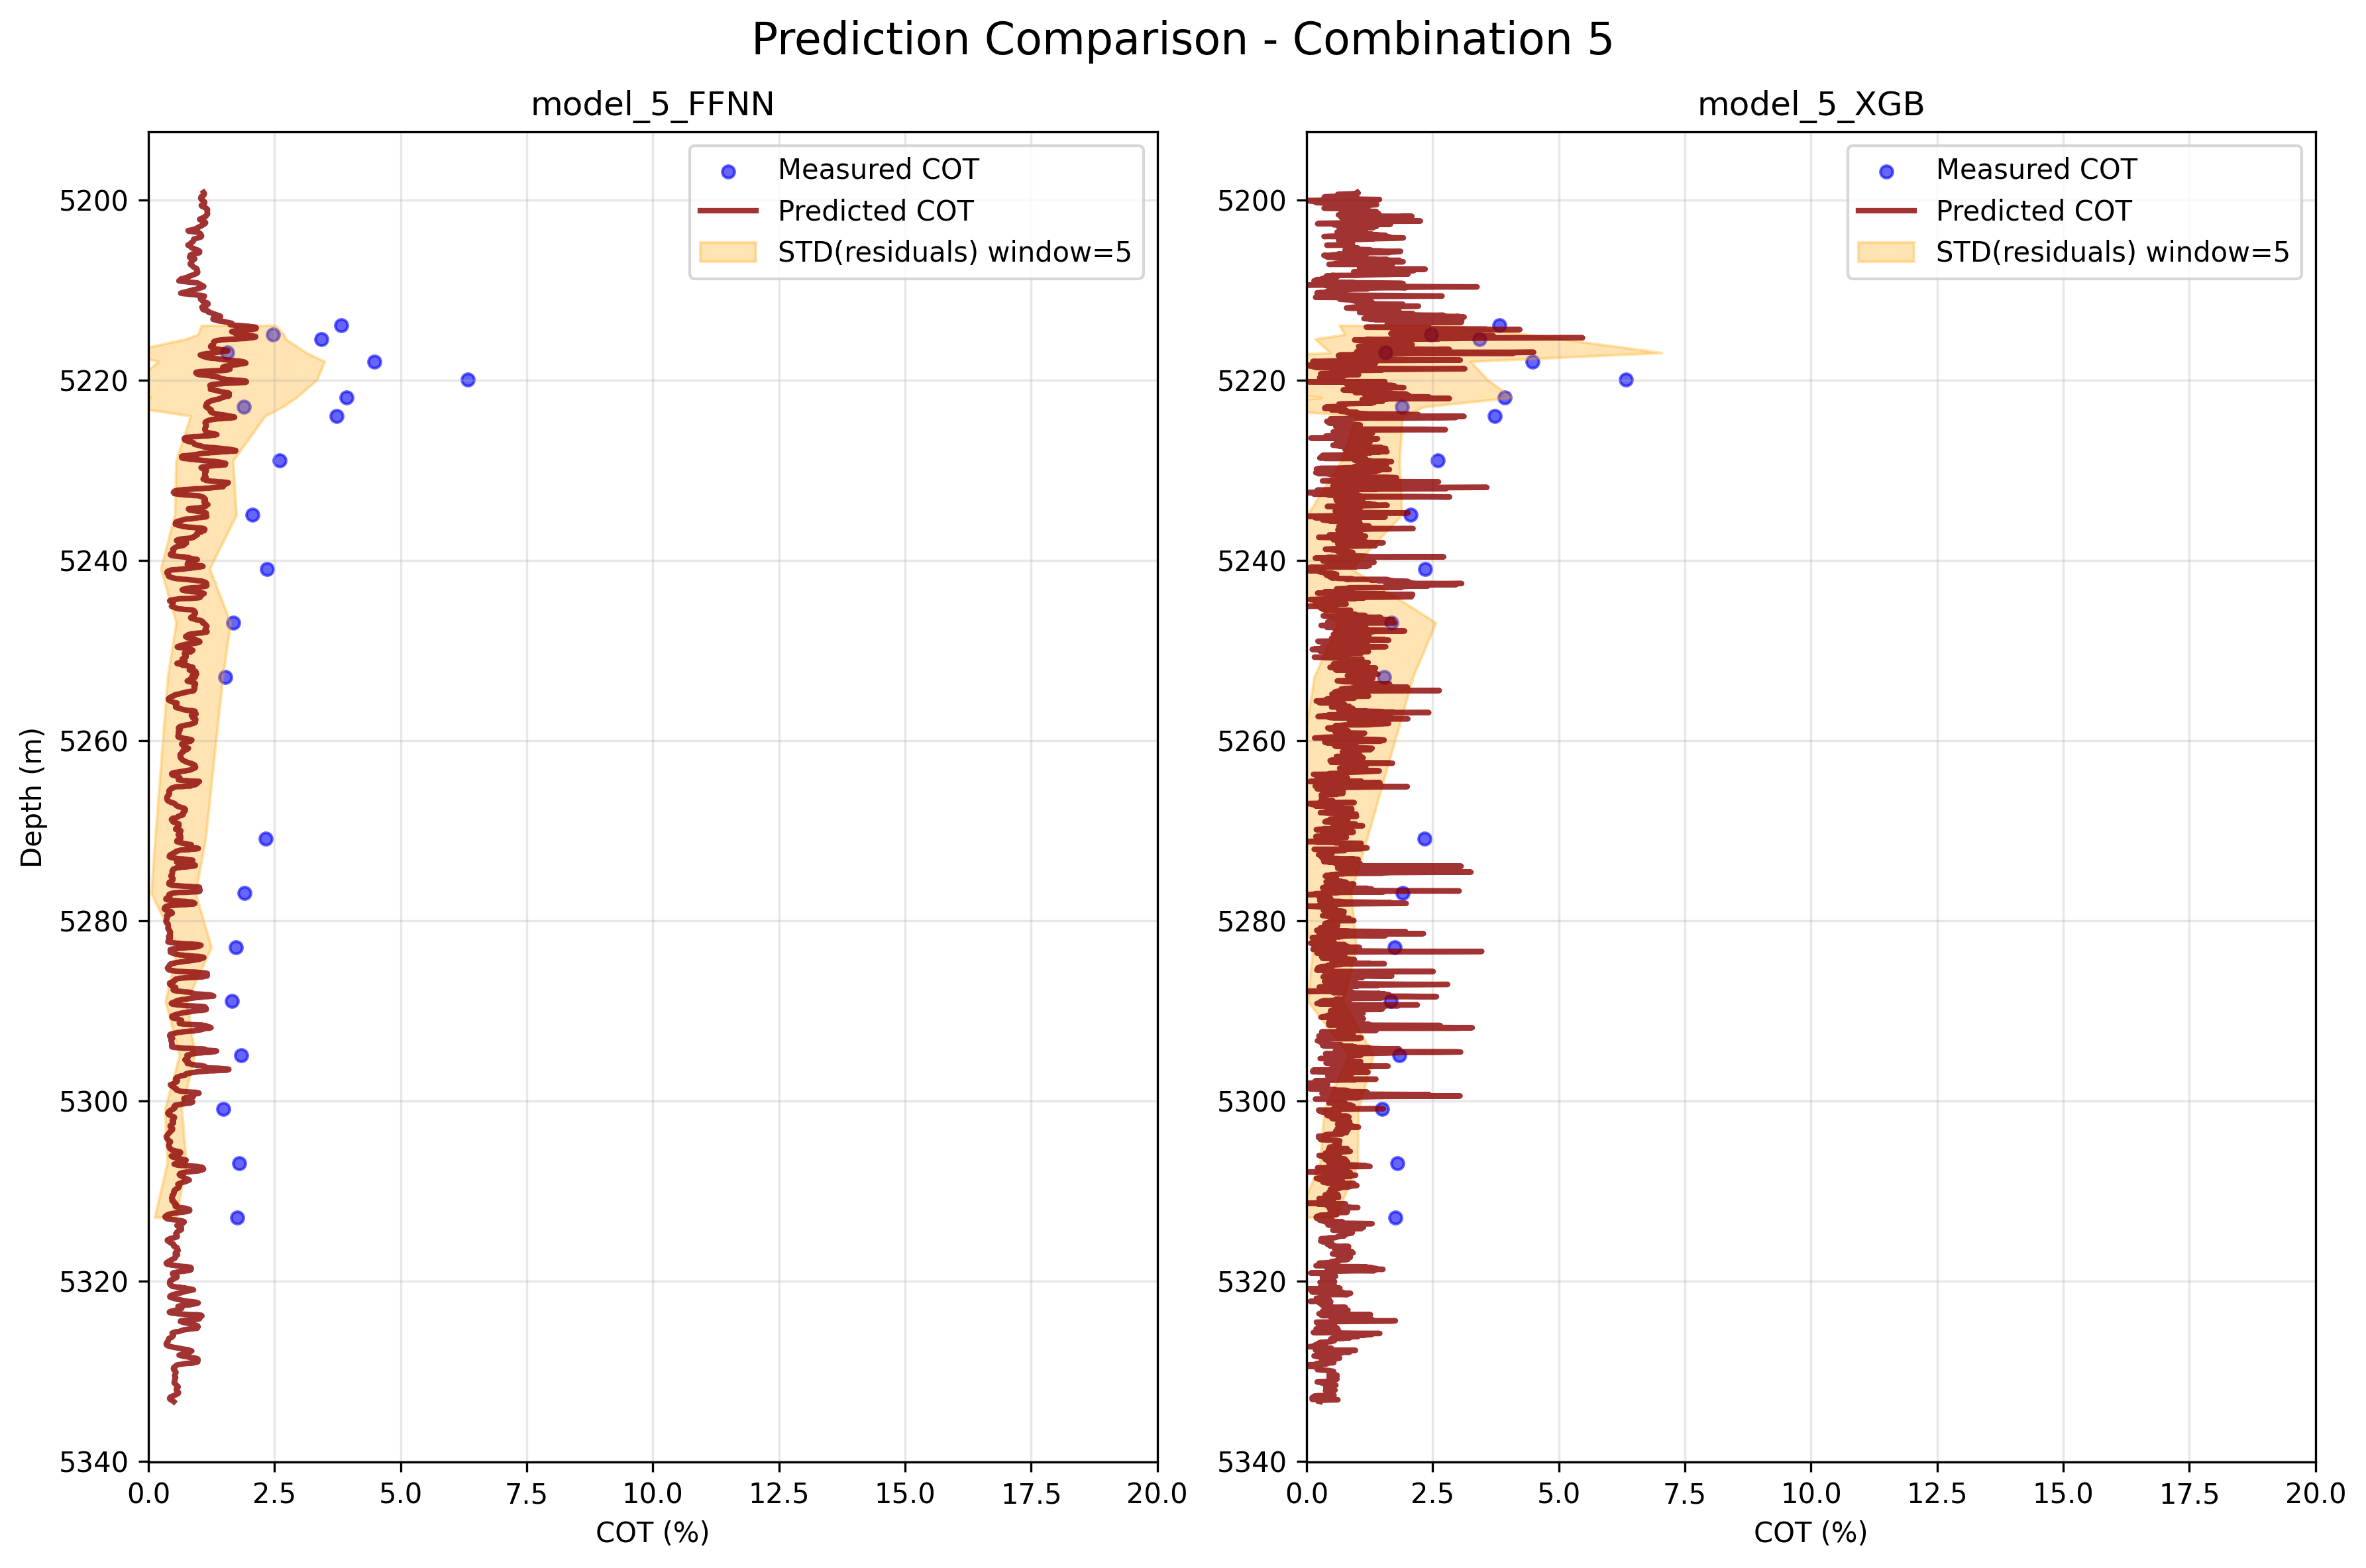 Prediction Comparison - Combination 5
model_5_FFNN
Measured COT
Predicted COT
STD(residuals) window=5
5200
5220
5240
5260
5280
5300
5320
5340
Depth (m)
0.0 2.5 5.0 7.5 10.0 12.5 15.0 17.5 20.0
COT (%)
model_5_XGB
Measured COT
Predicted COT
STD(residuals) window=5
5200
5220
5240
5260
5280
5300
5320
5340
0.0 2.5 5.0 7.5 10.0 12.5 15.0 17.5 20.0
COT (%)